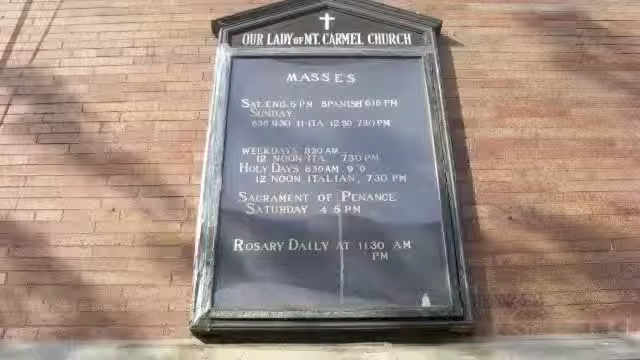 OUR LADY OF MT. CARMEL CHURCH
MASSES
SAT. ENG. 5 PM SPANISH 6 15 PM
SUNDAY
8 30 9 30 11 ITA 12 30 7 30 PM
WEEKDAYS 8 30 AM
12 NOON ITA 7 30 PM
HOLY DAYS 8 30 AM 9 0
12 NOON ITALIAN, 7 30 PM
SACRAMENT OF PENANCE
SATURDAY 4 5 PM
ROSARY DAILY AT 11 30 AM
PM